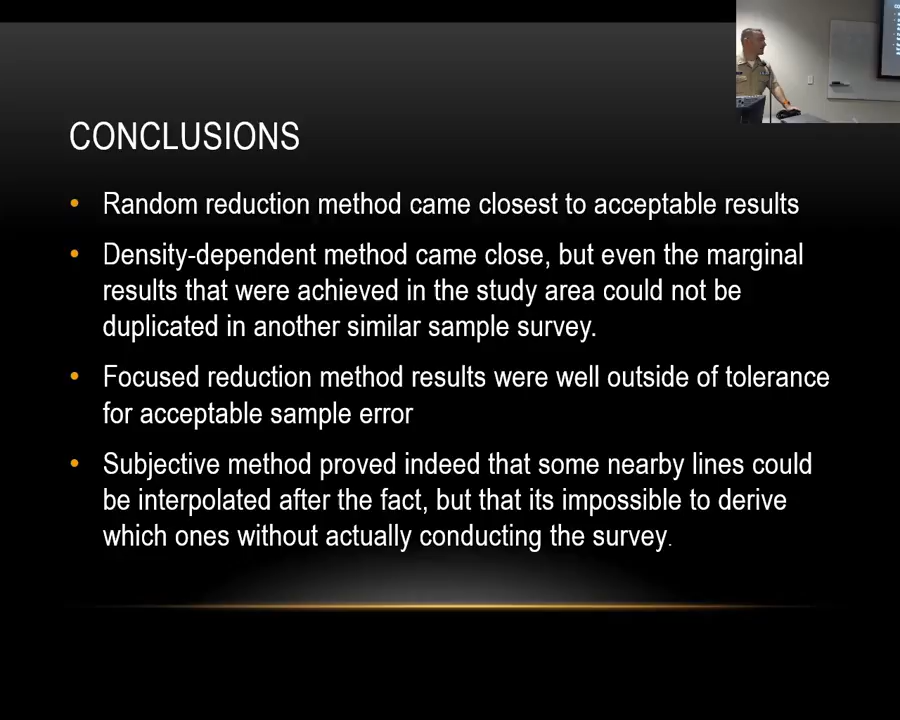 CONCLUSIONS
• Random reduction method came closest to acceptable results
• Density-dependent method came close, but even the marginal
results that were achieved in the study area could not be
duplicated in another similar sample survey.
• Focused reduction method results were well outside of tolerance
for acceptable sample error
• Subjective method proved indeed that some nearby lines could
be interpolated after the fact, but that its impossible to derive
which ones without actually conducting the survey.